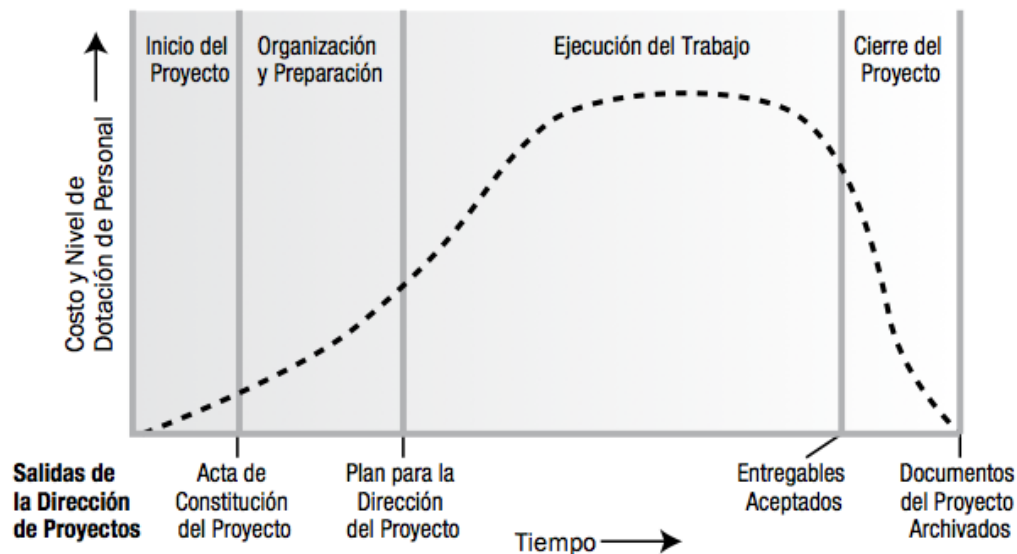 Inicio del
Proyecto
Organización
y Preparación
Ejecución del Trabajo
Cierre del
Proyecto
Costo y Nivel de
Dotación de Personal
Salidas de
la Dirección
de Proyectos
Acta de
Constitución
del Proyecto
Plan para la
Dirección
del Proyecto
Entregables
Aceptados
Documentos
del Proyecto
Archivados
Tiempo